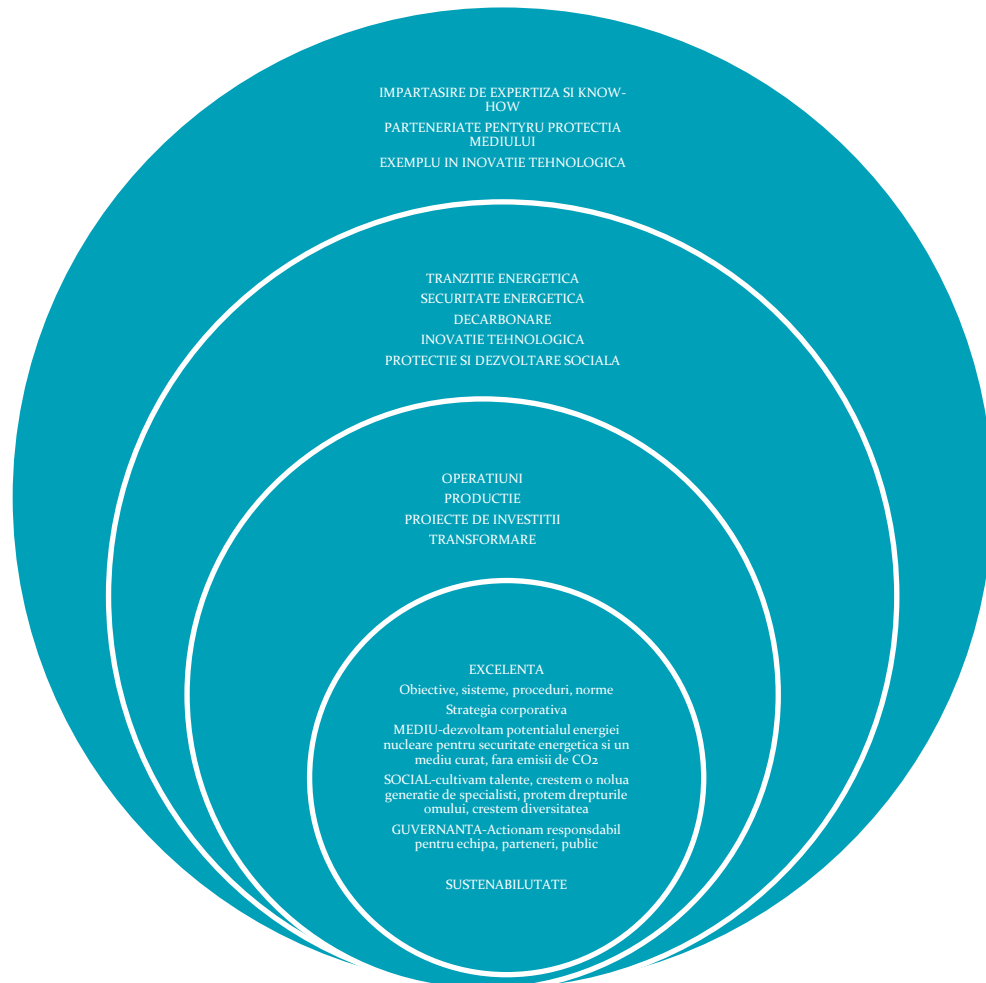 IMPARTASIRE DE EXPERTIZA SI KNOW-
HOW
PARTENERIATE PENTYRU PROTECTIA
MEDIULUI
EXEMPLU IN INOVATIE TEHNOLOGICA
TRANZITIE ENERGETICA
SECURITATE ENERGETICA
DECARBONARE
INOVATIE TEHNOLOGICA
PROTECTIE SI DEZVOLTARE SOCIALA
OPERATIUNI
PRODUCTIE
PROIECTE DE INVESTITII
TRANSFORMARE
EXCELENTA
Obiective, sisteme, proceduri, norme
Strategia corporativa
MEDIU-dezvoltam potentialul energiei
nucleare pentru securitate energetica si un
mediu curat, fara emisii de CO2
SOCIAL-cultivam talente, crestem o nolua
generatie de specialisti, protem drepturile
omului, crestem diversitatea
GUVERNANTA-Actionam responsdabil
pentru echipa, parteneri, public
SUSTENABILUTATE